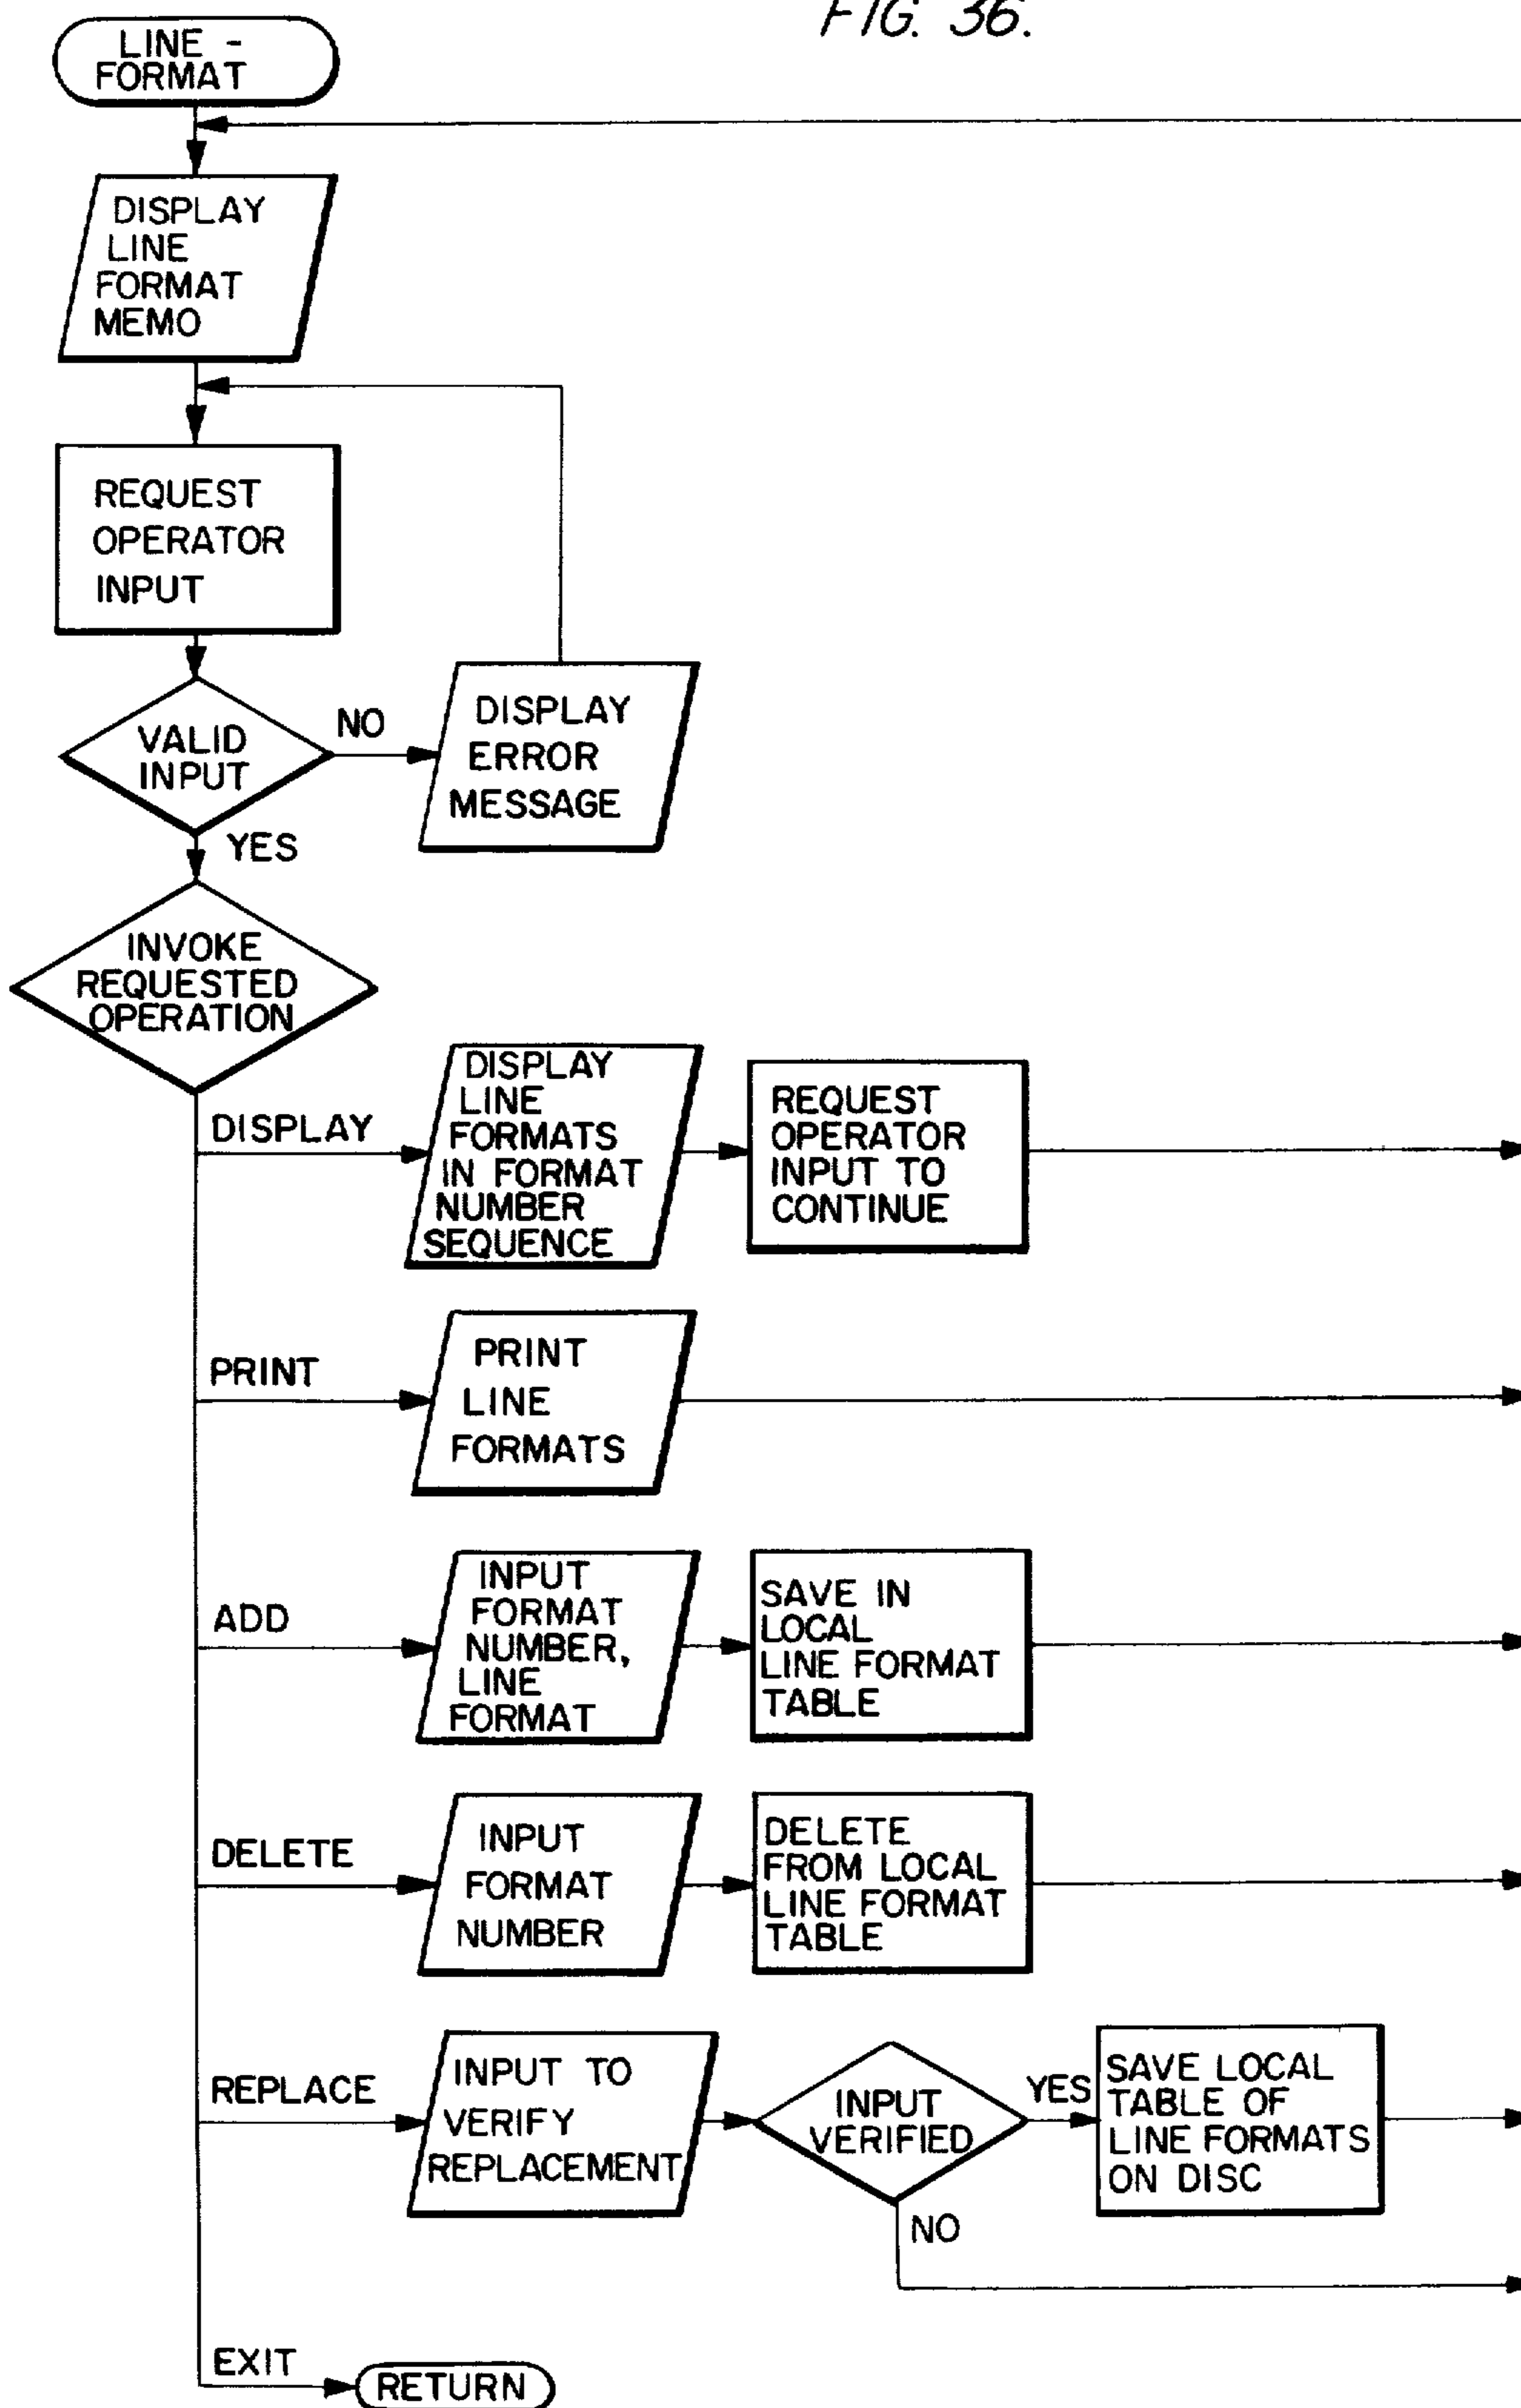 FIG. 36.
LINE -
FORMAT
DISPLAY
LINE
FORMAT
MEMO
REQUEST
OPERATOR
INPUT
VALID
INPUT
NO
DISPLAY
ERROR
MESSAGE
YES
INVOKE
REQUESTED
OPERATION
DISPLAY
DISPLAY
LINE
FORMATS
IN FORMAT
NUMBER
SEQUENCE
REQUEST
OPERATOR
INPUT TO
CONTINUE
PRINT
PRINT
LINE
FORMATS
ADD
INPUT
FORMAT
NUMBER,
LINE
FORMAT
SAVE IN
LOCAL
LINE FORMAT
TABLE
DELETE
INPUT
FORMAT
NUMBER
DELETE
FROM LOCAL
LINE FORMAT
TABLE
REPLACE
INPUT TO
VERIFY
REPLACEMENT
INPUT
VERIFIED
YES
SAVE LOCAL
TABLE OF
LINE FORMATS
ON DISC
NO
EXIT
RETURN